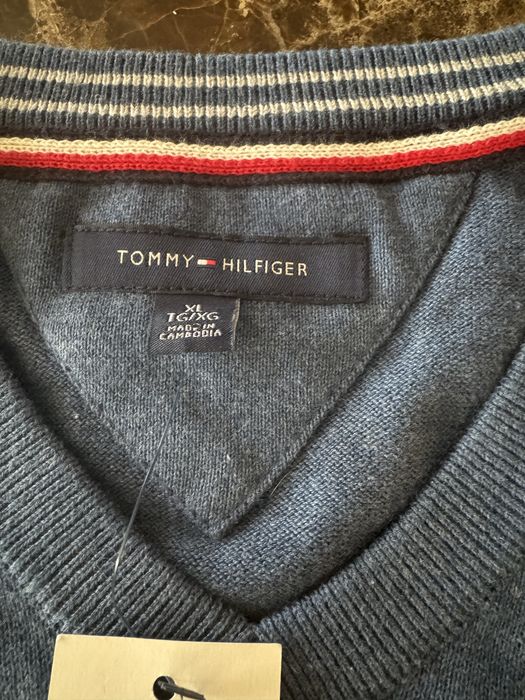 TOMMY HILFIGER
XL
TG/XG
MADE IN
CAMBODIA